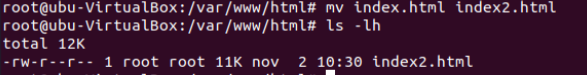 root@ubu-VirtualBox:/var/www/html# mv index.html index2.html
root@ubu-VirtualBox:/var/www/html# ls -lh
total 12K
-rw-r--r-- 1 root root 11K nov  2 10:30 index2.html